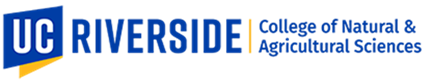 UC RIVERSIDE
College of Natural &
Agricultural Sciences